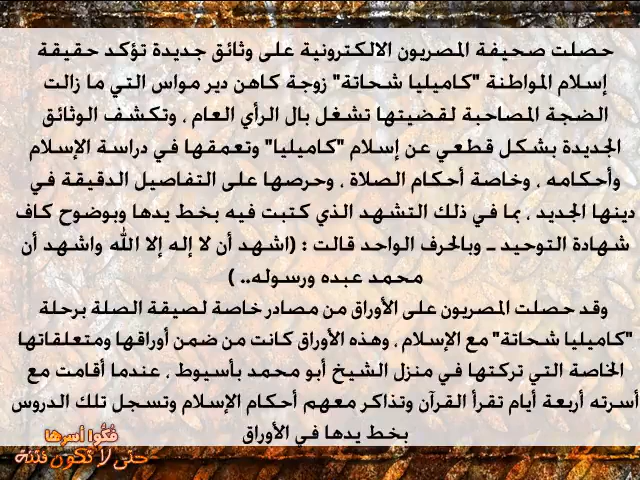 حصلت صحيفة المصريون الالكترونية على وثائق جديدة تؤكد حقيقة
إسلام المواطنة "كاميليا شحاتة" زوجة كاهن دير مواس التي ما زالت
الضجة المصاحبة لقضيتها تشغل بال الرأي العام ، وتكشف الوثائق
الجديدة بشكل قطعي عن إسلام "كاميليا" وتعمقها في دراسة الإسلام
وأحكامه ، وخاصة أحكام الصلاة ، وحرصها على التفاصيل الدقيقة في
دينها الجديد ، بما في ذلك التشهد الذي كتبت فيه بخط يدها وبوضوح كاف
شهادة التوحيد ـ وبالحرف الواحد قالت : (اشهد أن لا إله إلا الله واشهد أن
محمد عبده ورسوله.. )
وقد حصلت المصريون على الأوراق من مصادر خاصة لصيقة الصلة برحلة
"كاميليا شحاتة" مع الإسلام ، وهذه الأوراق كانت من ضمن أوراقها ومتعلقاتها
الخاصة التي تركتها في منزل الشيخ أبو محمد بأسيوط ، عندما أقامت مع
أسرته أربعة أيام تقرأ القرآن وتذاكر معهم أحكام الإسلام وتسجل تلك الدروس
بخط يدها في الأوراق
فكوا أسرها
حتى لا تكون فتنة